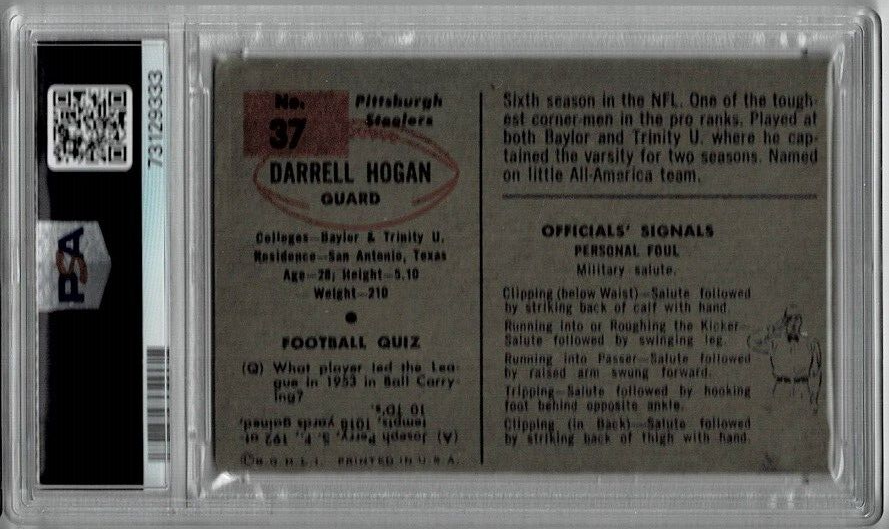 PSA
73129333
No.
37
Pittsburgh
Steelers
DARRELL HOGAN
GUARD
Colleges—Baylor & Trinity U.
Residence—San Antonio, Texas
Age—28; Height—5.10
Weight—210
FOOTBALL QUIZ
(Q) What player led the Lea-
gue in 1953 in Ball Carry-
ing?
(A) Joseph Perry, S. F., 192 at-
tempts, 1018 yards gained,
10 TD's.
©B.G.H.L.I. PRINTED IN U.S.A.
Sixth season in the NFL. One of the tough-
est corner-men in the pro ranks. Played at
both Baylor and Trinity U. where he cap-
tained the varsity for two seasons. Named
on little All-America team.
OFFICIALS' SIGNALS
PERSONAL FOUL
Military salute.
Clipping (below Waist)—Salute followed
by striking back of calf with hand.
Running into or Roughing the Kicker—
Salute followed by swinging leg.
Running into Passer—Salute followed
by raised arm swung forward.
Tripping—Salute followed by hooking
foot behind opposite ankle.
Clipping (in Back)—Salute followed
by striking back of thigh with hand.